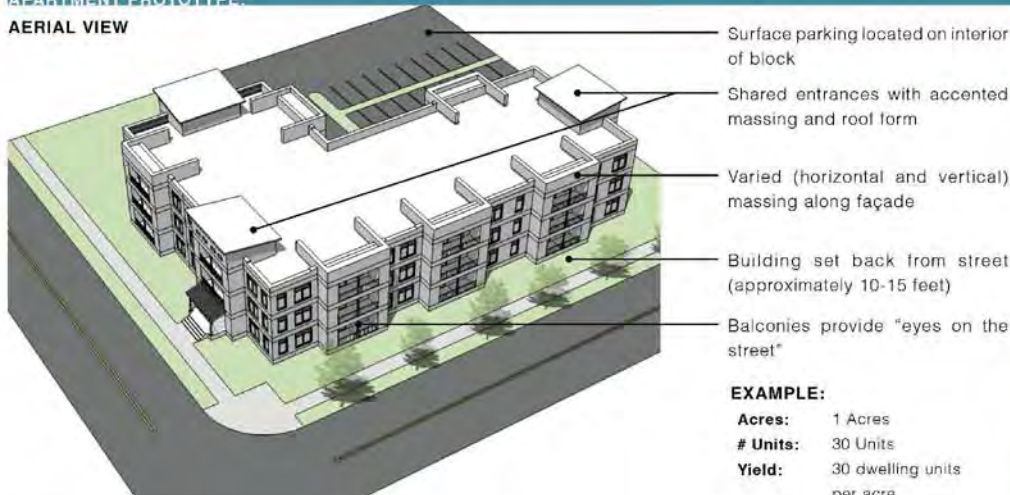 APARTMENT PROTOTYPE:
AERIAL VIEW
Surface parking located on interior
of block
Shared entrances with accented
massing and roof form
Varied (horizontal and vertical)
massing along façade
Building set back from street
(approximately 10-15 feet)
Balconies provide "eyes on the
street"
EXAMPLE:
Acres: 1 Acres
# Units: 30 Units
Yield: 30 dwelling units
per acre